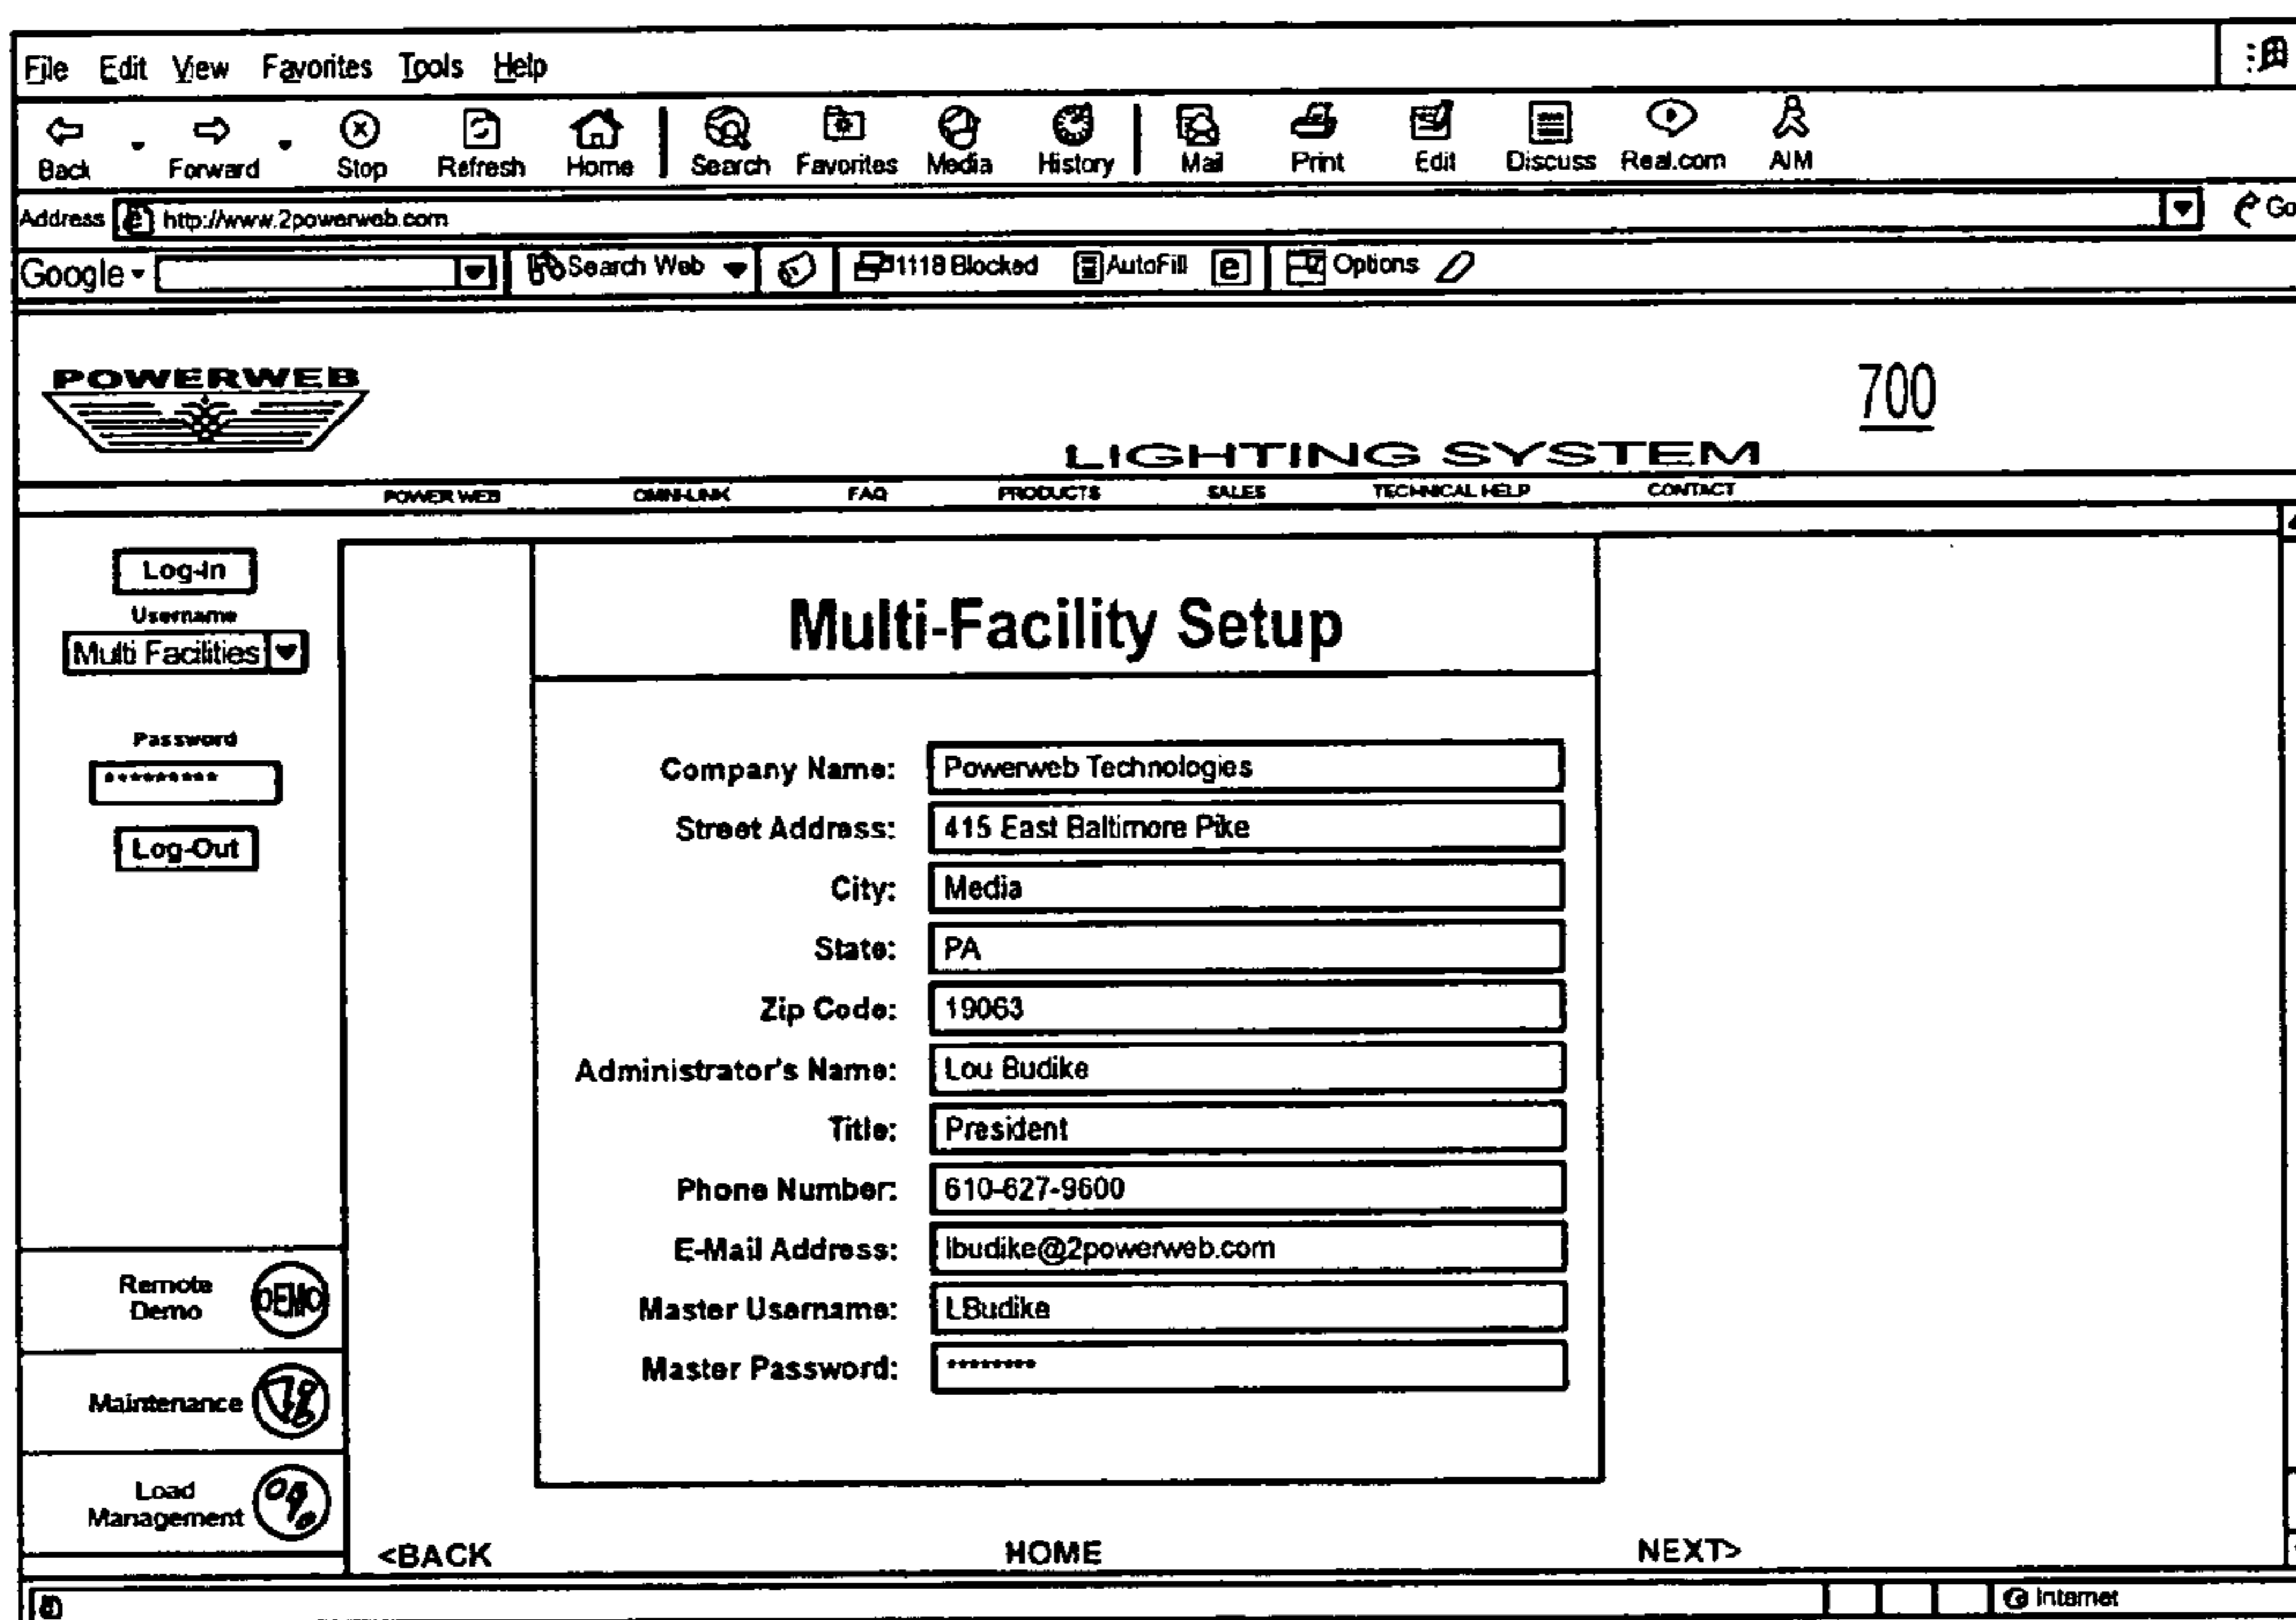 File Edit View Favorites Tools Help
Back Forward Stop Refresh Home Search Favorites Media History Mail Print Edit Discuss Real.com AIM
Address http://www.2powerweb.com Go
Google Search Web 1118 Blocked AutoFill Options
POWERWEB
700
LIGHTING SYSTEM
POWER WEB OMNI-LINK FAQ PRODUCTS SALES TECHNICAL HELP CONTACT
Log-In
Username
Multi Facilities
Password
*********
Log-Out
Multi-Facility Setup
Company Name: Powerweb Technologies
Street Address: 415 East Baltimore Pike
City: Media
State: PA
Zip Code: 19063
Administrator's Name: Lou Budike
Title: President
Phone Number: 610-627-9600
E-Mail Address: lbudike@2powerweb.com
Master Username: LBudike
Master Password: ********
Remote
Demo DEMO
Maintenance
Load
Management
<BACK HOME NEXT>
Internet